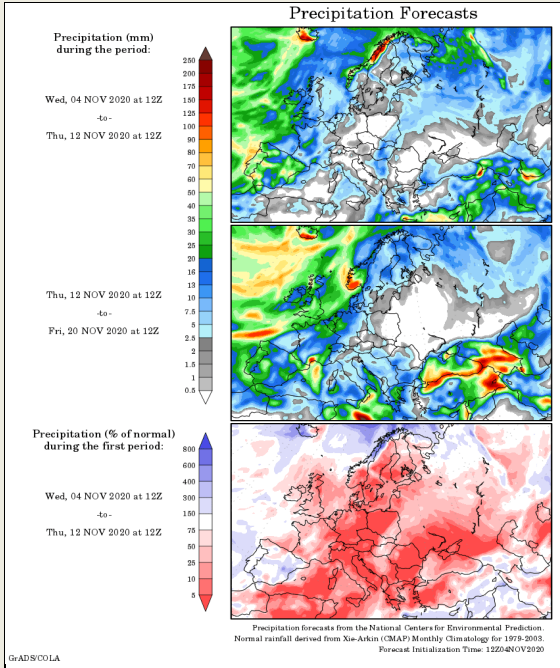 Precipitation Forecasts
Precipitation (mm)
during the period:
Wed, 04 NOV 2020 at 12Z
-to-
Thu, 12 NOV 2020 at 12Z
250
200
175
150
125
100
90
80
70
60
50
40
35
30
25
20
16
13
10
7.5
5
2.5
2
1.5
1
0.5
Thu, 12 NOV 2020 at 12Z
-to-
Fri, 20 NOV 2020 at 12Z
Precipitation (% of normal)
during the first period:
Wed, 04 NOV 2020 at 12Z
-to-
Thu, 12 NOV 2020 at 12Z
800
600
400
300
150
75
50
25
10
5
Precipitation forecasts from the National Centers for Environmental Prediction.
Normal rainfall derived from Xie-Arkin (CMAP) Monthly Climatology for 1979-2003.
Forecast Initialization Time: 12Z04NOV2020
GrADS/COLA